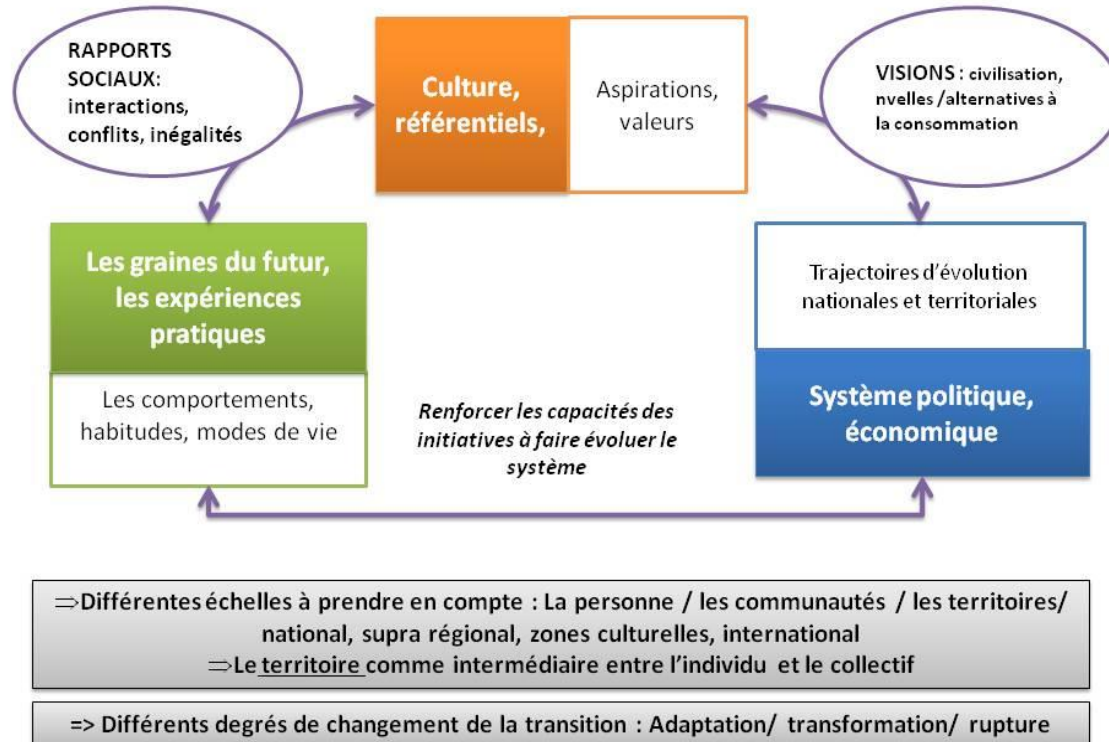 RAPPORTS
SOCIAUX:
interactions,
conflits, inégalités
Culture,
référentiels,
Aspirations,
valeurs
VISIONS : civilisation,
nvelles /alternatives à
la consommation
Les graines du futur,
les expériences
pratiques
Les comportements,
habitudes, modes de vie
Trajectoires d’évolution
nationales et territoriales
Système politique,
économique
Renforcer les capacités des
initiatives à faire évoluer le
système
⇒Différentes échelles à prendre en compte : La personne / les communautés / les territoires/
national, supra régional, zones culturelles, international
⇒Le territoire comme intermédiaire entre l’individu et le collectif
=> Différents degrés de changement de la transition : Adaptation/ transformation/ rupture